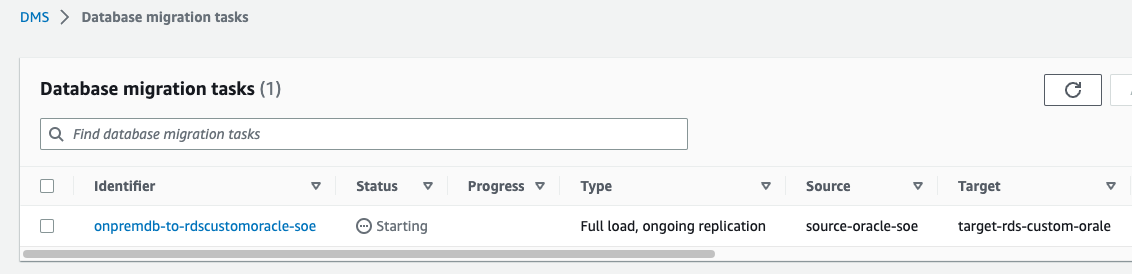 DMS > Database migration tasks
Database migration tasks (1)
Find database migration tasks
Identifier Status Progress Type Source Target
onpremdb-to-rdscustomoracle-soe Starting Full load, ongoing replication source-oracle-soe target-rds-custom-orale